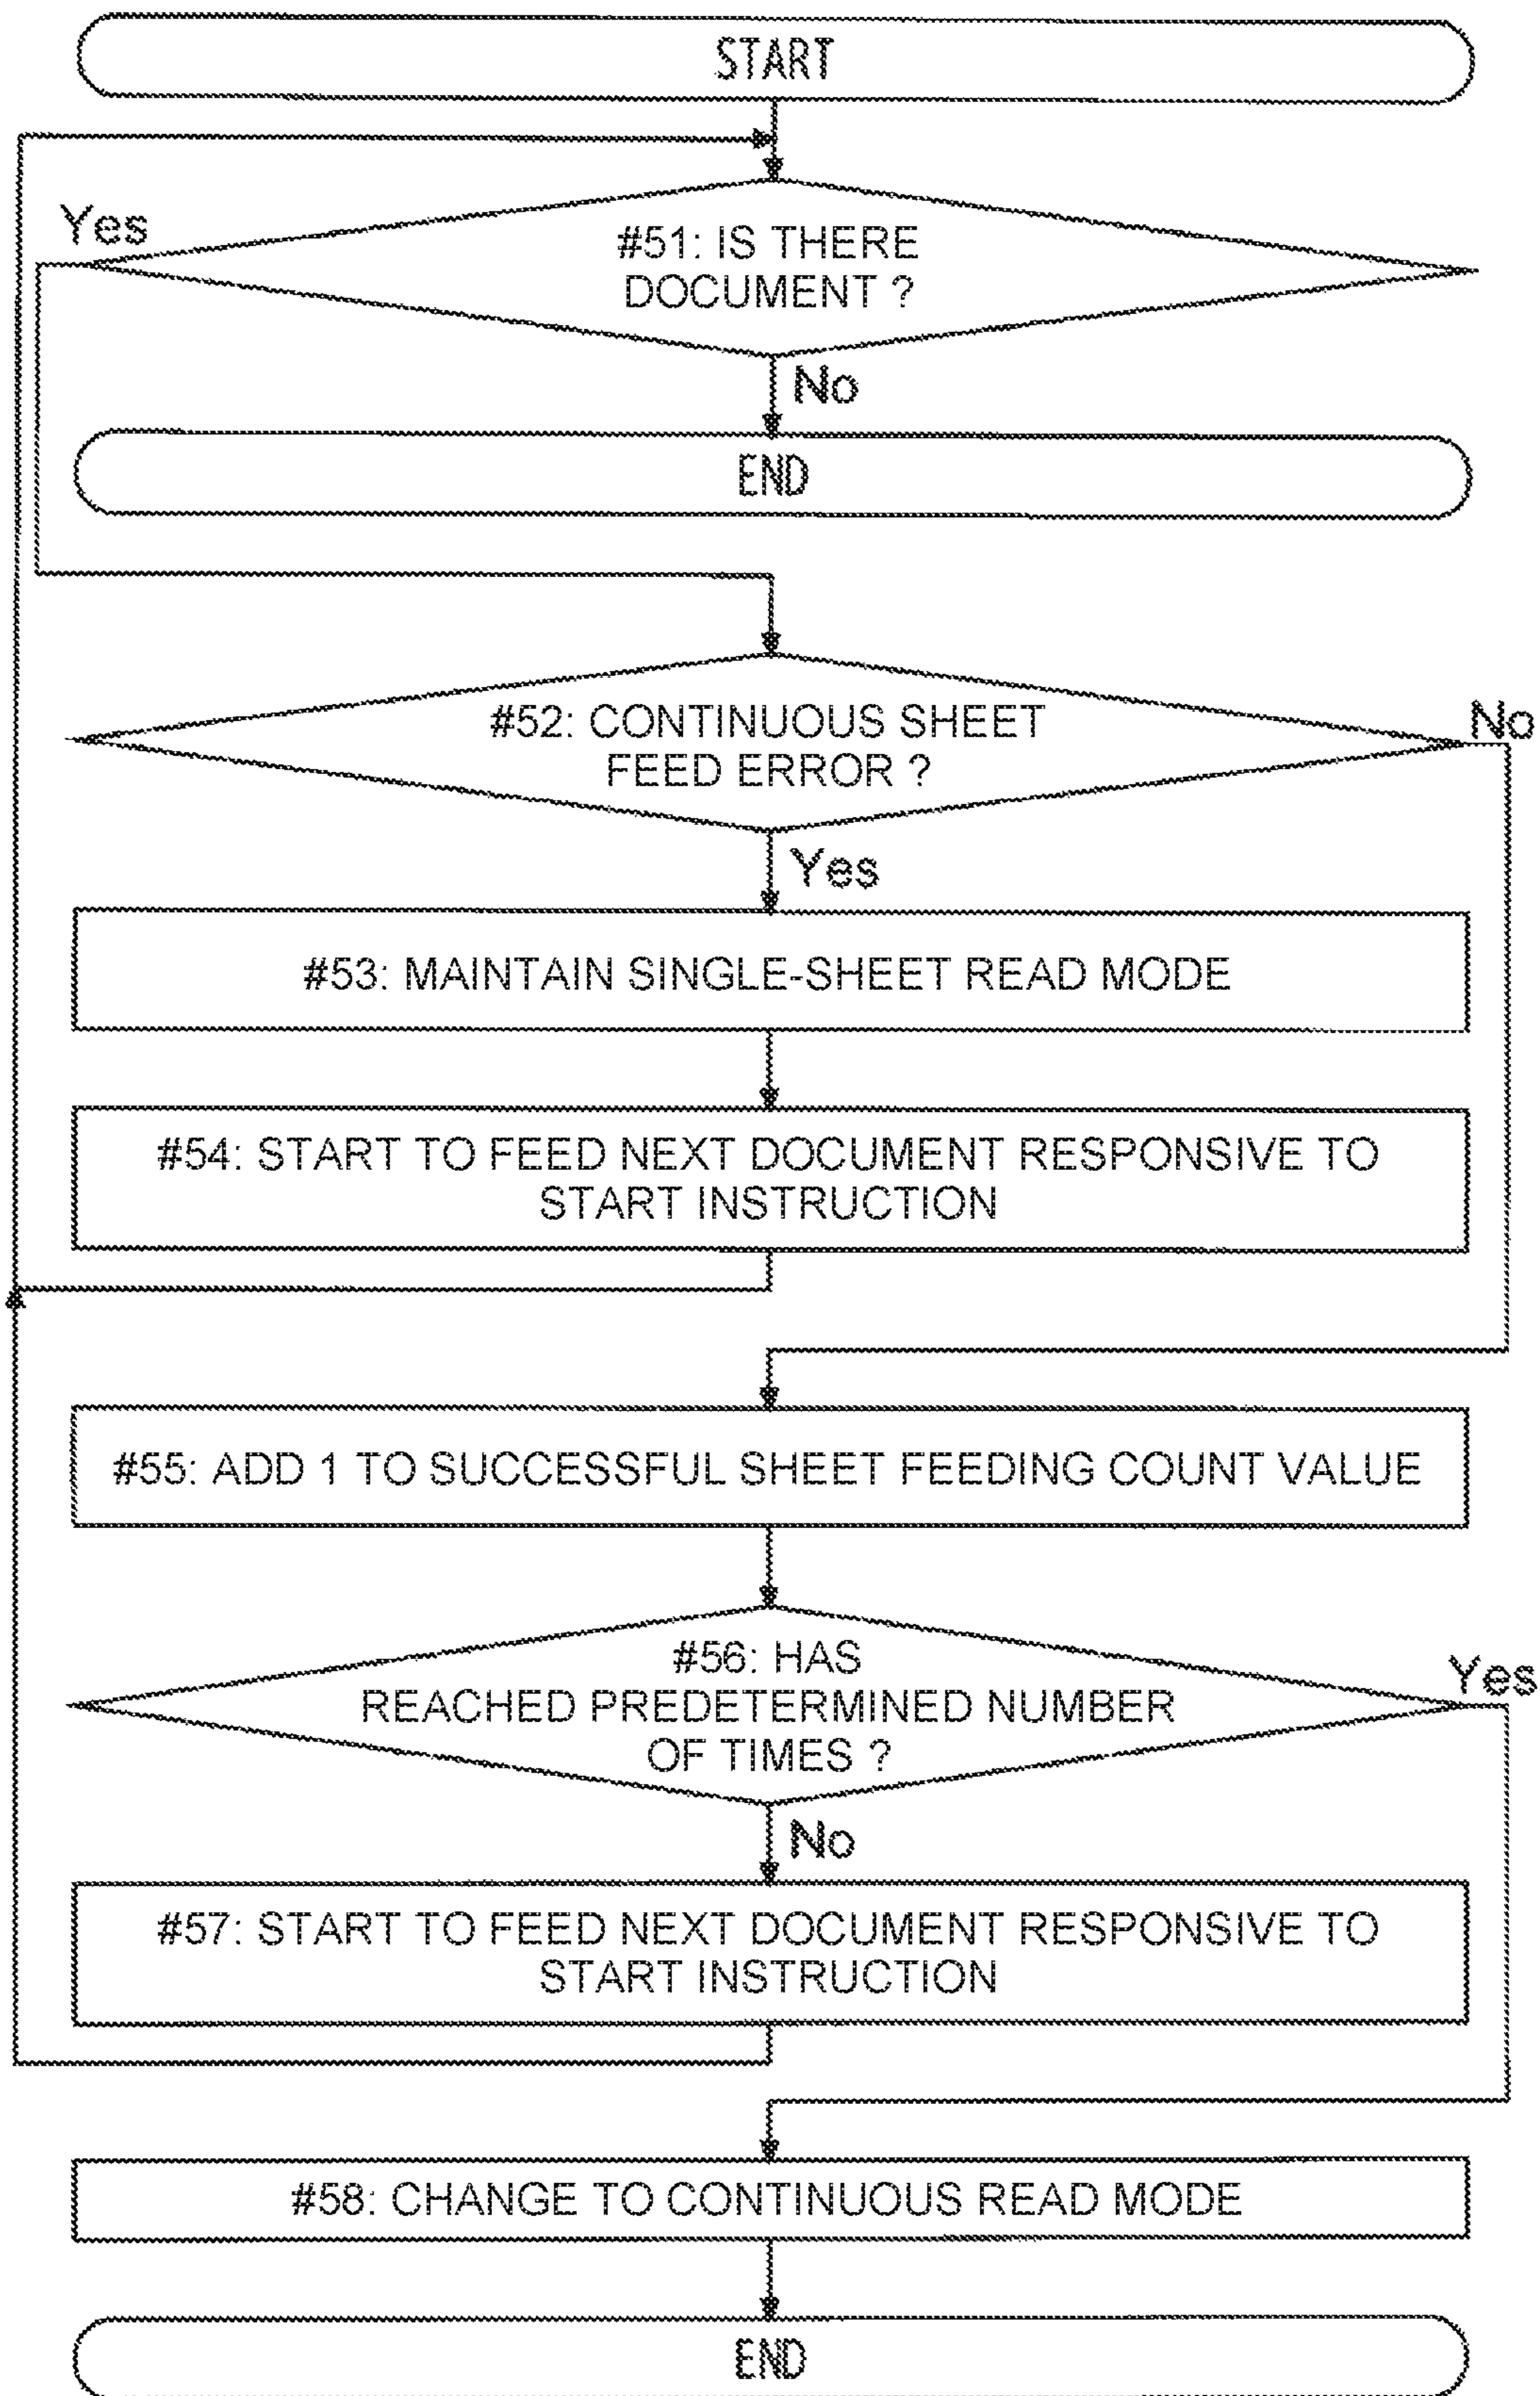 START
Yes
#51: IS THERE
DOCUMENT ?
No
END
#52: CONTINUOUS SHEET
FEED ERROR ?
No
Yes
#53: MAINTAIN SINGLE-SHEET READ MODE
#54: START TO FEED NEXT DOCUMENT RESPONSIVE TO
START INSTRUCTION
#55: ADD 1 TO SUCCESSFUL SHEET FEEDING COUNT VALUE
#56: HAS
REACHED PREDETERMINED NUMBER
OF TIMES ?
Yes
No
#57: START TO FEED NEXT DOCUMENT RESPONSIVE TO
START INSTRUCTION
#58: CHANGE TO CONTINUOUS READ MODE
END